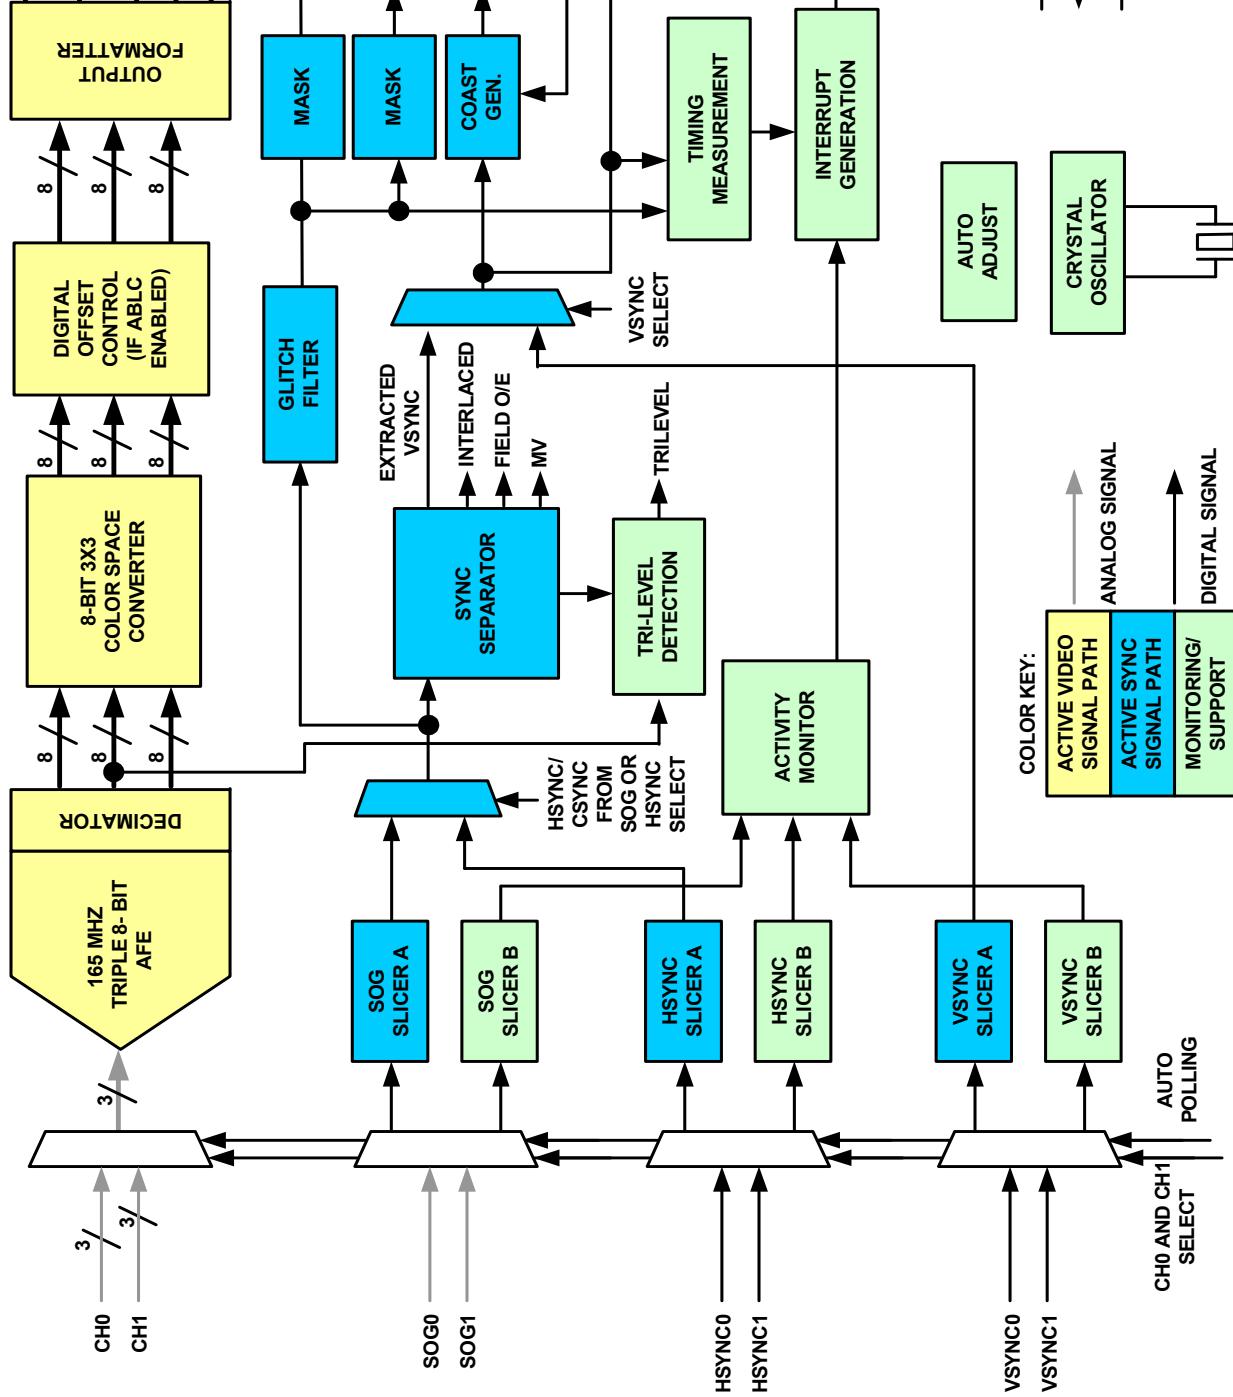 CH0
CH1
3
3
3
165 MHZ
TRIPLE 8- BIT
AFE
DECIMATOR
8
8
8
8-BIT 3X3
COLOR SPACE
CONVERTER
8
8
8
DIGITAL
OFFSET
CONTROL
(IF ABLC
ENABLED)
8
8
8
OUTPUT
FORMATTER
SOG0
SOG1
SOG
SLICER A
SOG
SLICER B
HSYNC/
CSYNC
FROM
SOG OR
HSYNC
SELECT
GLITCH
FILTER
MASK
MASK
COAST
GEN.
SYNC
SEPARATOR
EXTRACTED
VSYNC
INTERLACED
FIELD O/E
MV
VSYNC
SELECT
TRI-LEVEL
DETECTION
TRILEVEL
HSYNC0
HSYNC1
HSYNC
SLICER A
HSYNC
SLICER B
ACTIVITY
MONITOR
TIMING
MEASUREMENT
INTERRUPT
GENERATION
VSYNC0
VSYNC1
VSYNC
SLICER A
VSYNC
SLICER B
AUTO
POLLING
CH0 AND CH1
SELECT
AUTO
ADJUST
CRYSTAL
OSCILLATOR
COLOR KEY:
ACTIVE VIDEO
SIGNAL PATH
ACTIVE SYNC
SIGNAL PATH
MONITORING/
SUPPORT
ANALOG SIGNAL
DIGITAL SIGNAL